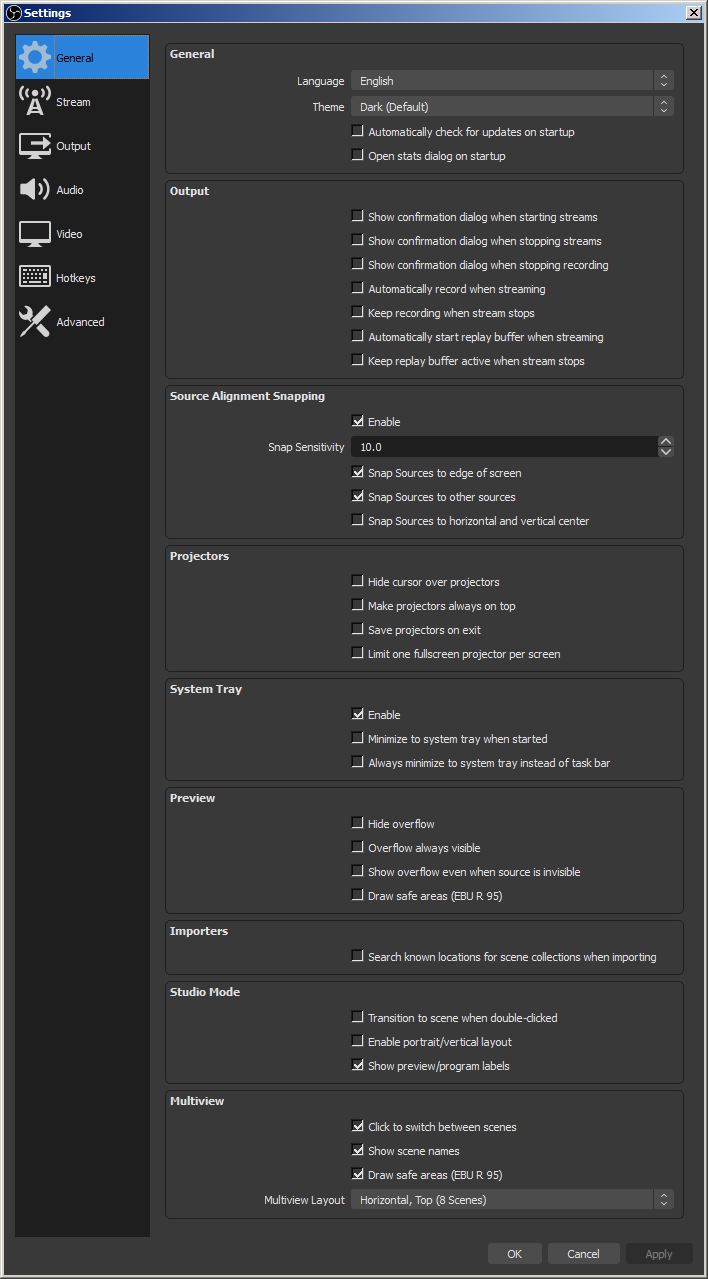 Settings
General
Stream
Output
Audio
Video
Hotkeys
Advanced
General
Language English
Theme Dark (Default)
Automatically check for updates on startup
Open stats dialog on startup
Output
Show confirmation dialog when starting streams
Show confirmation dialog when stopping streams
Show confirmation dialog when stopping recording
Automatically record when streaming
Keep recording when stream stops
Automatically start replay buffer when streaming
Keep replay buffer active when stream stops
Source Alignment Snapping
Enable
Snap Sensitivity 10.0
Snap Sources to edge of screen
Snap Sources to other sources
Snap Sources to horizontal and vertical center
Projectors
Hide cursor over projectors
Make projectors always on top
Save projectors on exit
Limit one fullscreen projector per screen
System Tray
Enable
Minimize to system tray when started
Always minimize to system tray instead of task bar
Preview
Hide overflow
Overflow always visible
Show overflow even when source is invisible
Draw safe areas (EBU R 95)
Importers
Search known locations for scene collections when importing
Studio Mode
Transition to scene when double-clicked
Enable portrait/vertical layout
Show preview/program labels
Multiview
Click to switch between scenes
Show scene names
Draw safe areas (EBU R 95)
Multiview Layout Horizontal, Top (8 Scenes)
OK Cancel Apply